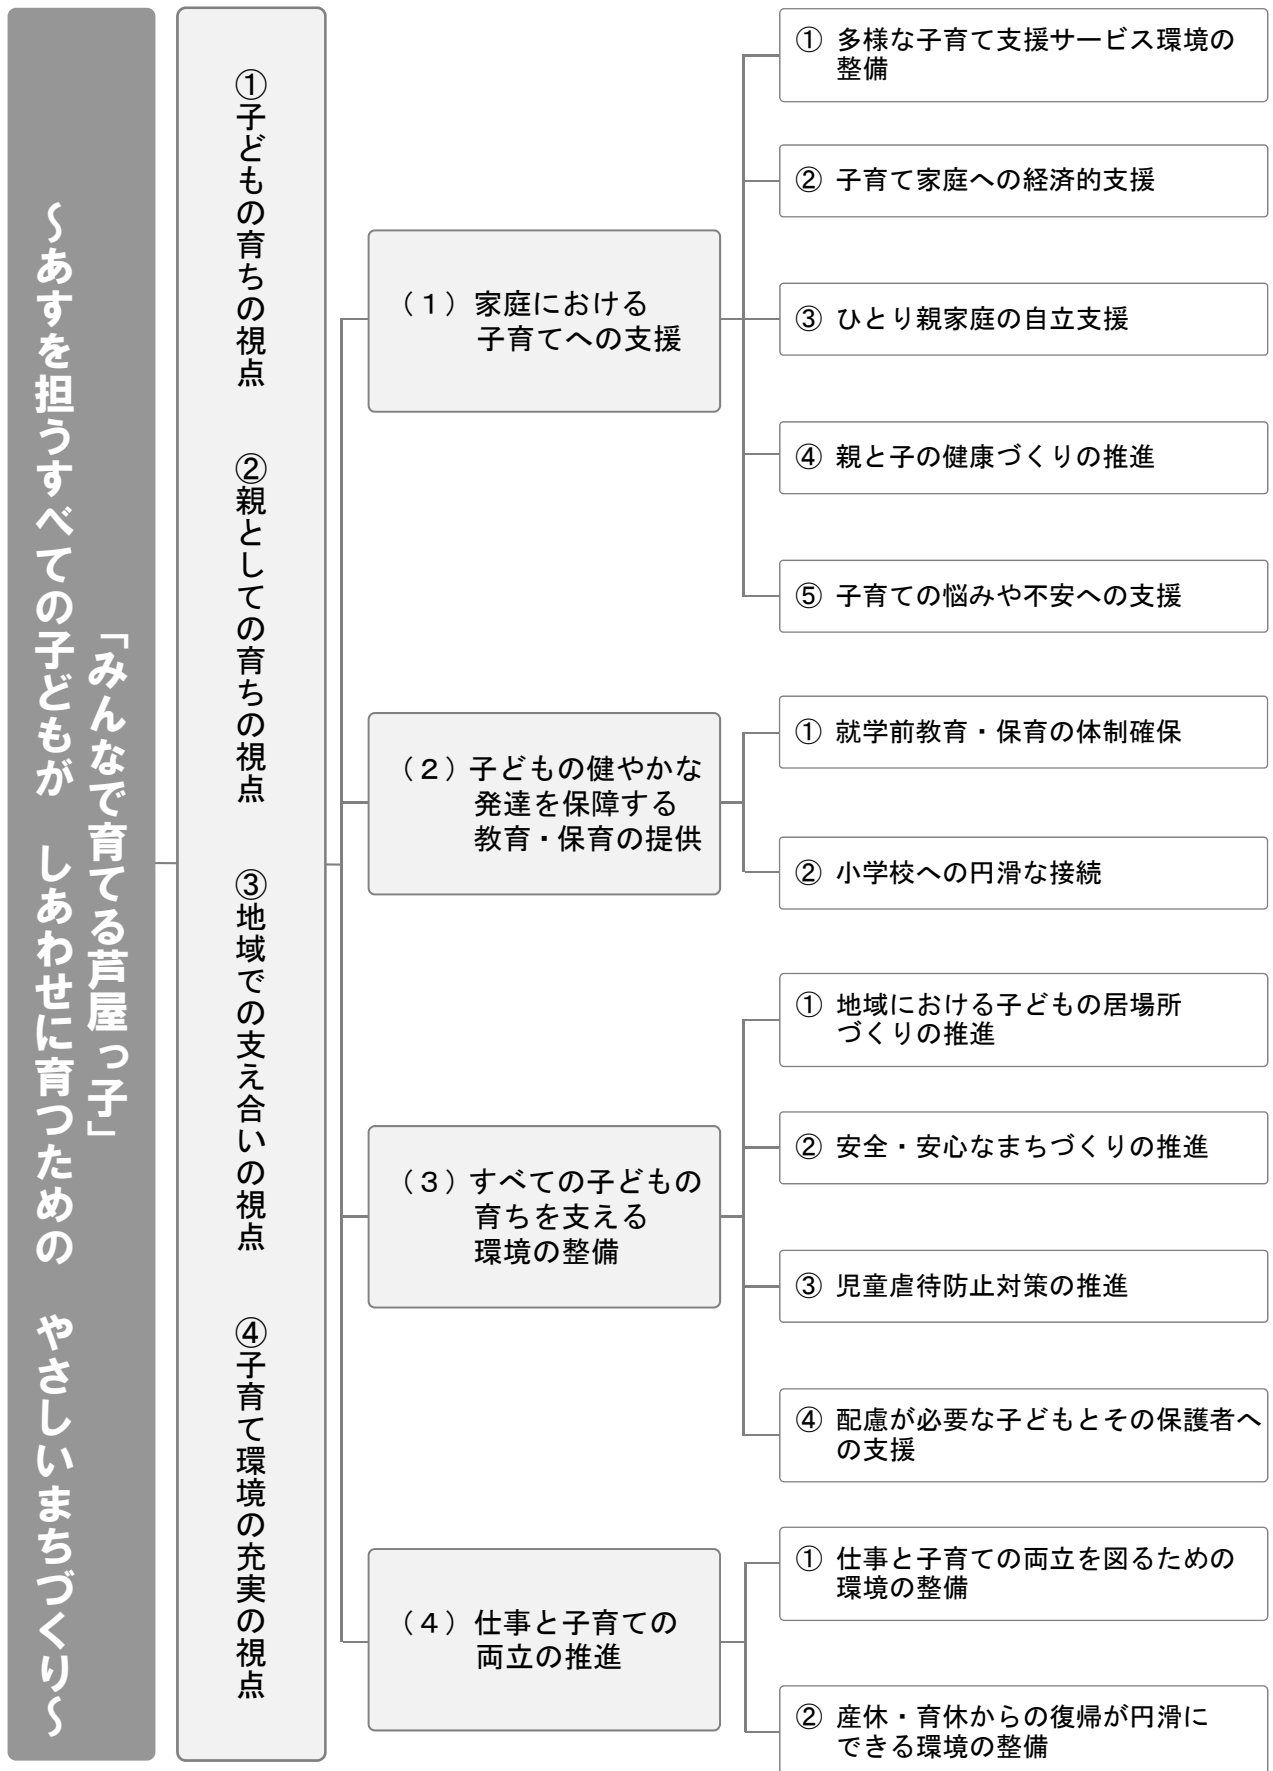 「みんなで育てる芦屋っ子」
～あすを担うすべての子どもが　しあわせに育つための　やさしいまちづくり～
①子どもの育ちの視点
②親としての育ちの視点
③地域での支え合いの視点
④子育て環境の充実の視点
（１）家庭における
子育てへの支援
① 多様な子育て支援サービス環境の
整備
② 子育て家庭への経済的支援
③ ひとり親家庭の自立支援
④ 親と子の健康づくりの推進
⑤ 子育ての悩みや不安への支援
（２）子どもの健やかな
発達を保障する
教育・保育の提供
① 就学前教育・保育の体制確保
② 小学校への円滑な接続
（３）すべての子どもの
育ちを支える
環境の整備
① 地域における子どもの居場所
づくりの推進
② 安全・安心なまちづくりの推進
③ 児童虐待防止対策の推進
④ 配慮が必要な子どもとその保護者へ
の支援
（４）仕事と子育ての
両立の推進
① 仕事と子育ての両立を図るための
環境の整備
② 産休・育休からの復帰が円滑に
できる環境の整備